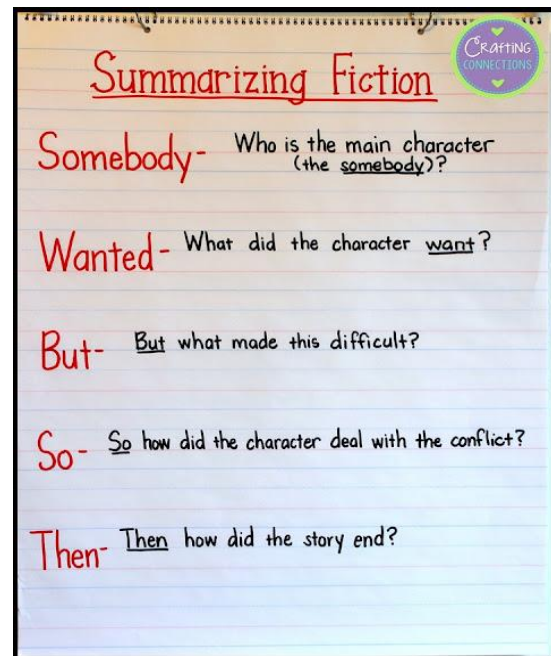 CRAFTING
CONNECTIONS
Summarizing Fiction
Somebody- Who is the main character
(the somebody)?
Wanted- What did the character want?
But- But what made this difficult?
So- So how did the character deal with the conflict?
Then- Then how did the story end?